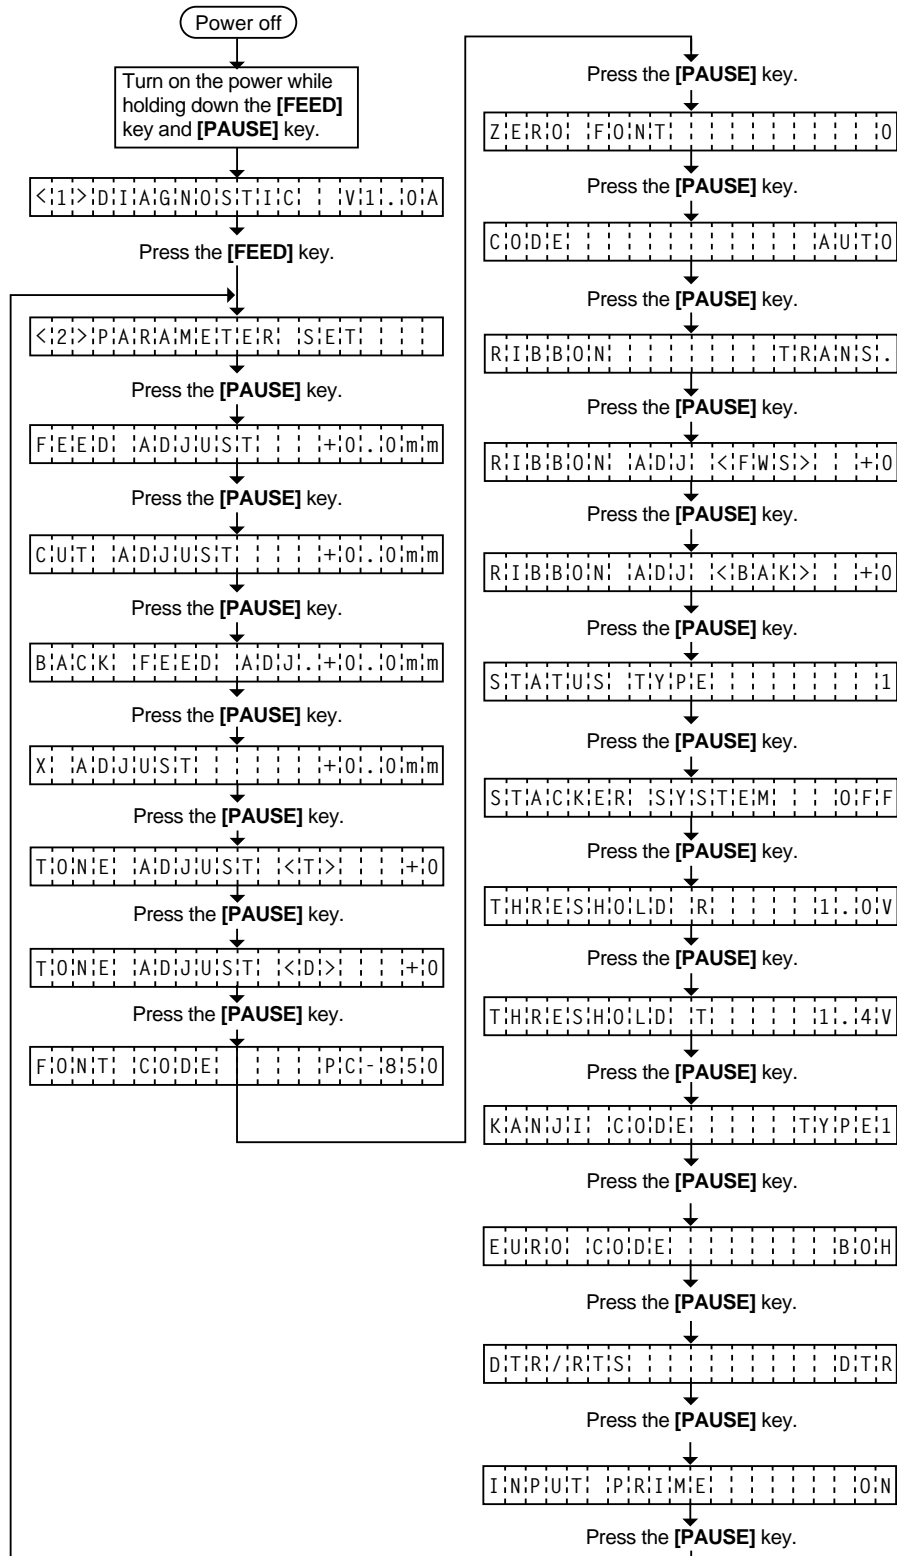 Power off
Turn on the power while
holding down the [FEED]
key and [PAUSE] key.
<1>DIAGNOSTIC  V1.0A
Press the [FEED] key.
<2>PARAMETER SET
Press the [PAUSE] key.
FEED ADJUST   +0.0mm
Press the [PAUSE] key.
CUT ADJUST    +0.0mm
Press the [PAUSE] key.
BACK FEED ADJ.+0.0mm
Press the [PAUSE] key.
X ADJUST      +0.0mm
Press the [PAUSE] key.
TONE ADJUST <T>   +0
Press the [PAUSE] key.
TONE ADJUST <D>   +0
Press the [PAUSE] key.
FONT CODE     PC-850
Press the [PAUSE] key.
ZERO FONT          0
Press the [PAUSE] key.
CODE            AUTO
Press the [PAUSE] key.
RIBBON        TRANS.
Press the [PAUSE] key.
RIBBON ADJ <FWS>  +0
Press the [PAUSE] key.
RIBBON ADJ <BAK>  +0
Press the [PAUSE] key.
STATUS TYPE        1
Press the [PAUSE] key.
STACKER SYSTEM   OFF
Press the [PAUSE] key.
THRESHOLD R     1.0V
Press the [PAUSE] key.
THRESHOLD T     1.4V
Press the [PAUSE] key.
KANJI CODE     TYPE1
Press the [PAUSE] key.
EURO CODE        B0H
Press the [PAUSE] key.
DTR/RTS          DTR
Press the [PAUSE] key.
INPUT PRIME       ON
Press the [PAUSE] key.